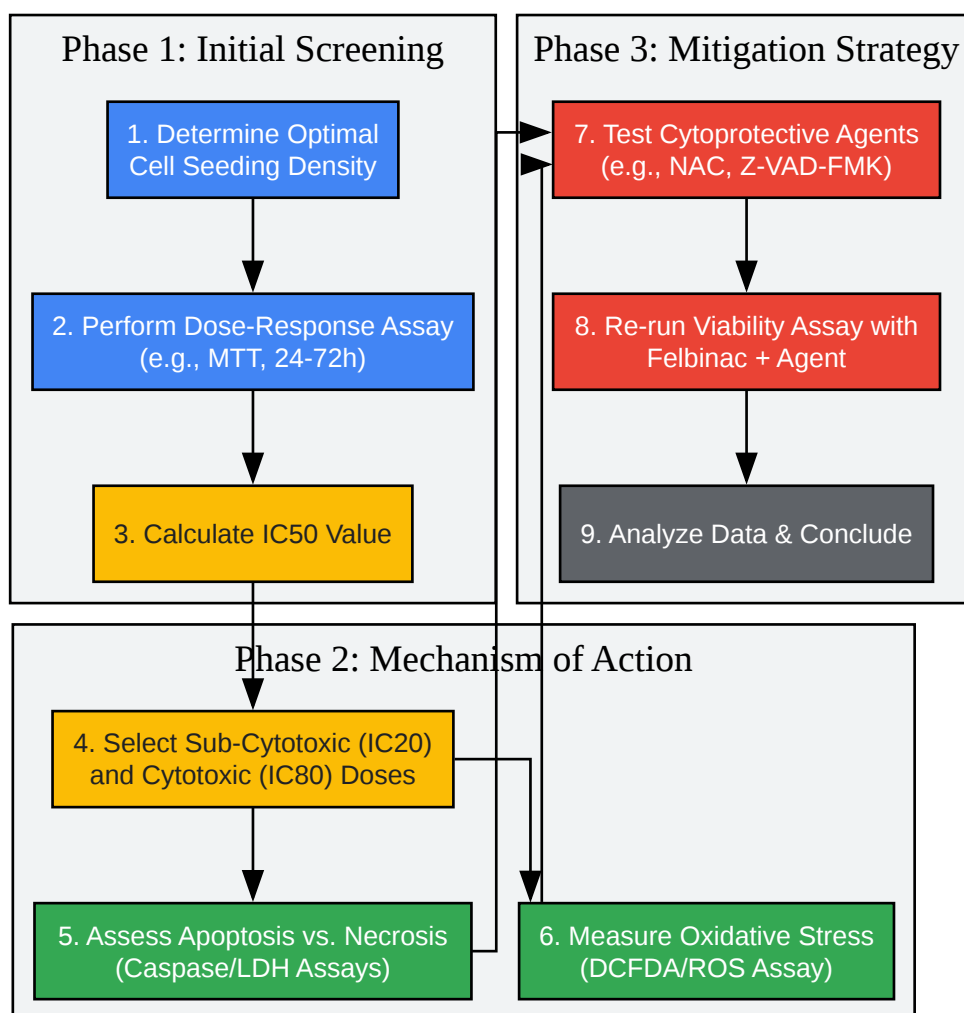 Phase 1: Initial Screening
1. Determine Optimal
Cell Seeding Density
2. Perform Dose-Response Assay
(e.g., MTT, 24-72h)
3. Calculate IC50 Value
Phase 2: Mechanism of Action
4. Select Sub-Cytotoxic (IC20)
and Cytotoxic (IC80) Doses
5. Assess Apoptosis vs. Necrosis
(Caspase/LDH Assays)
6. Measure Oxidative Stress
(DCFDA/ROS Assay)
Phase 3: Mitigation Strategy
7. Test Cytoprotective Agents
(e.g., NAC, Z-VAD-FMK)
8. Re-run Viability Assay with
Felbinac + Agent
9. Analyze Data & Conclude